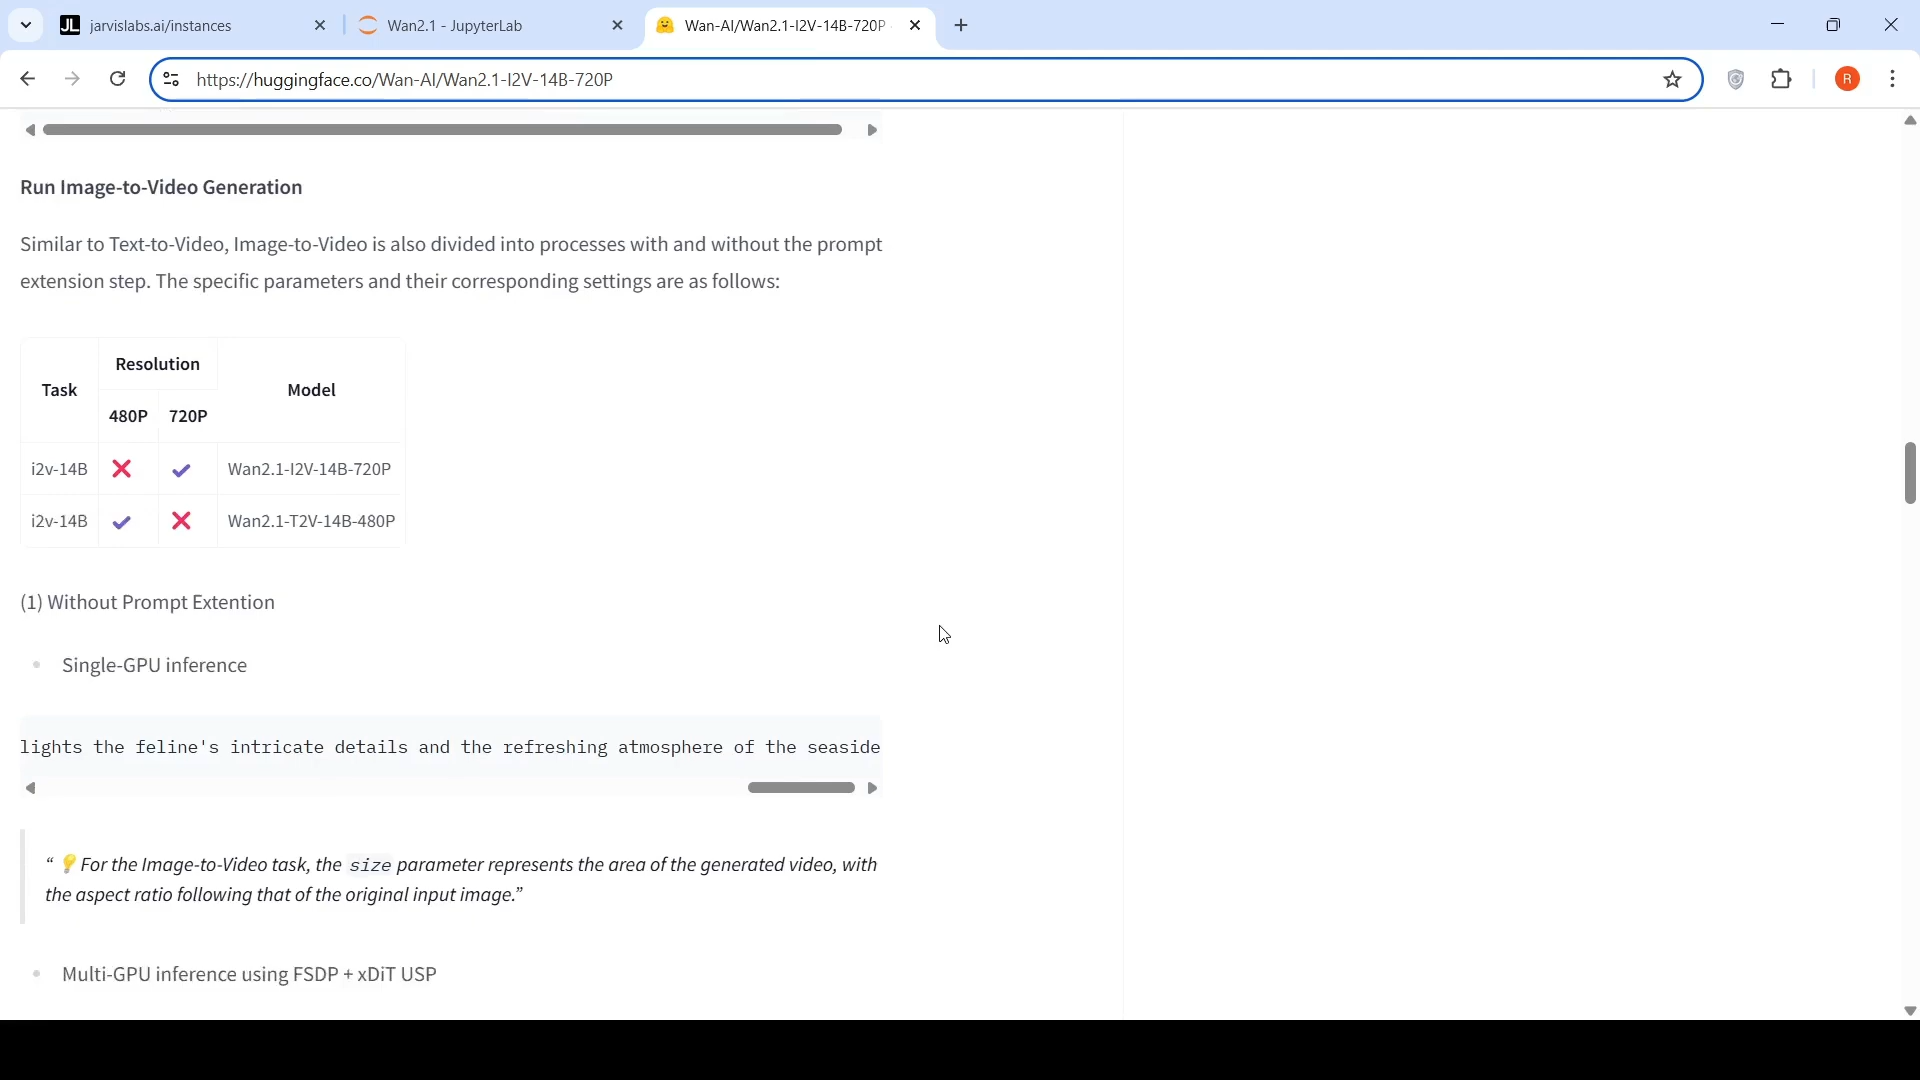 jarvislabs.ai/instances
Wan2.1 - JupyterLab
Wan-AI/Wan2.1-I2V-14B-720P
https://huggingface.co/Wan-AI/Wan2.1-I2V-14B-720P
R
Run Image-to-Video Generation
Similar to Text-to-Video, Image-to-Video is also divided into processes with and without the prompt
extension step. The specific parameters and their corresponding settings are as follows:
Task
Resolution
Model
480P 720P
i2v-14B ❌ ✔ Wan2.1-I2V-14B-720P
i2v-14B ✔ ❌ Wan2.1-T2V-14B-480P
(1) Without Prompt Extention
• Single-GPU inference
lights the feline's intricate details and the refreshing atmosphere of the seaside
“ 💡For the Image-to-Video task, the size parameter represents the area of the generated video, with
the aspect ratio following that of the original input image.”
• Multi-GPU inference using FSDP + xDiT USP